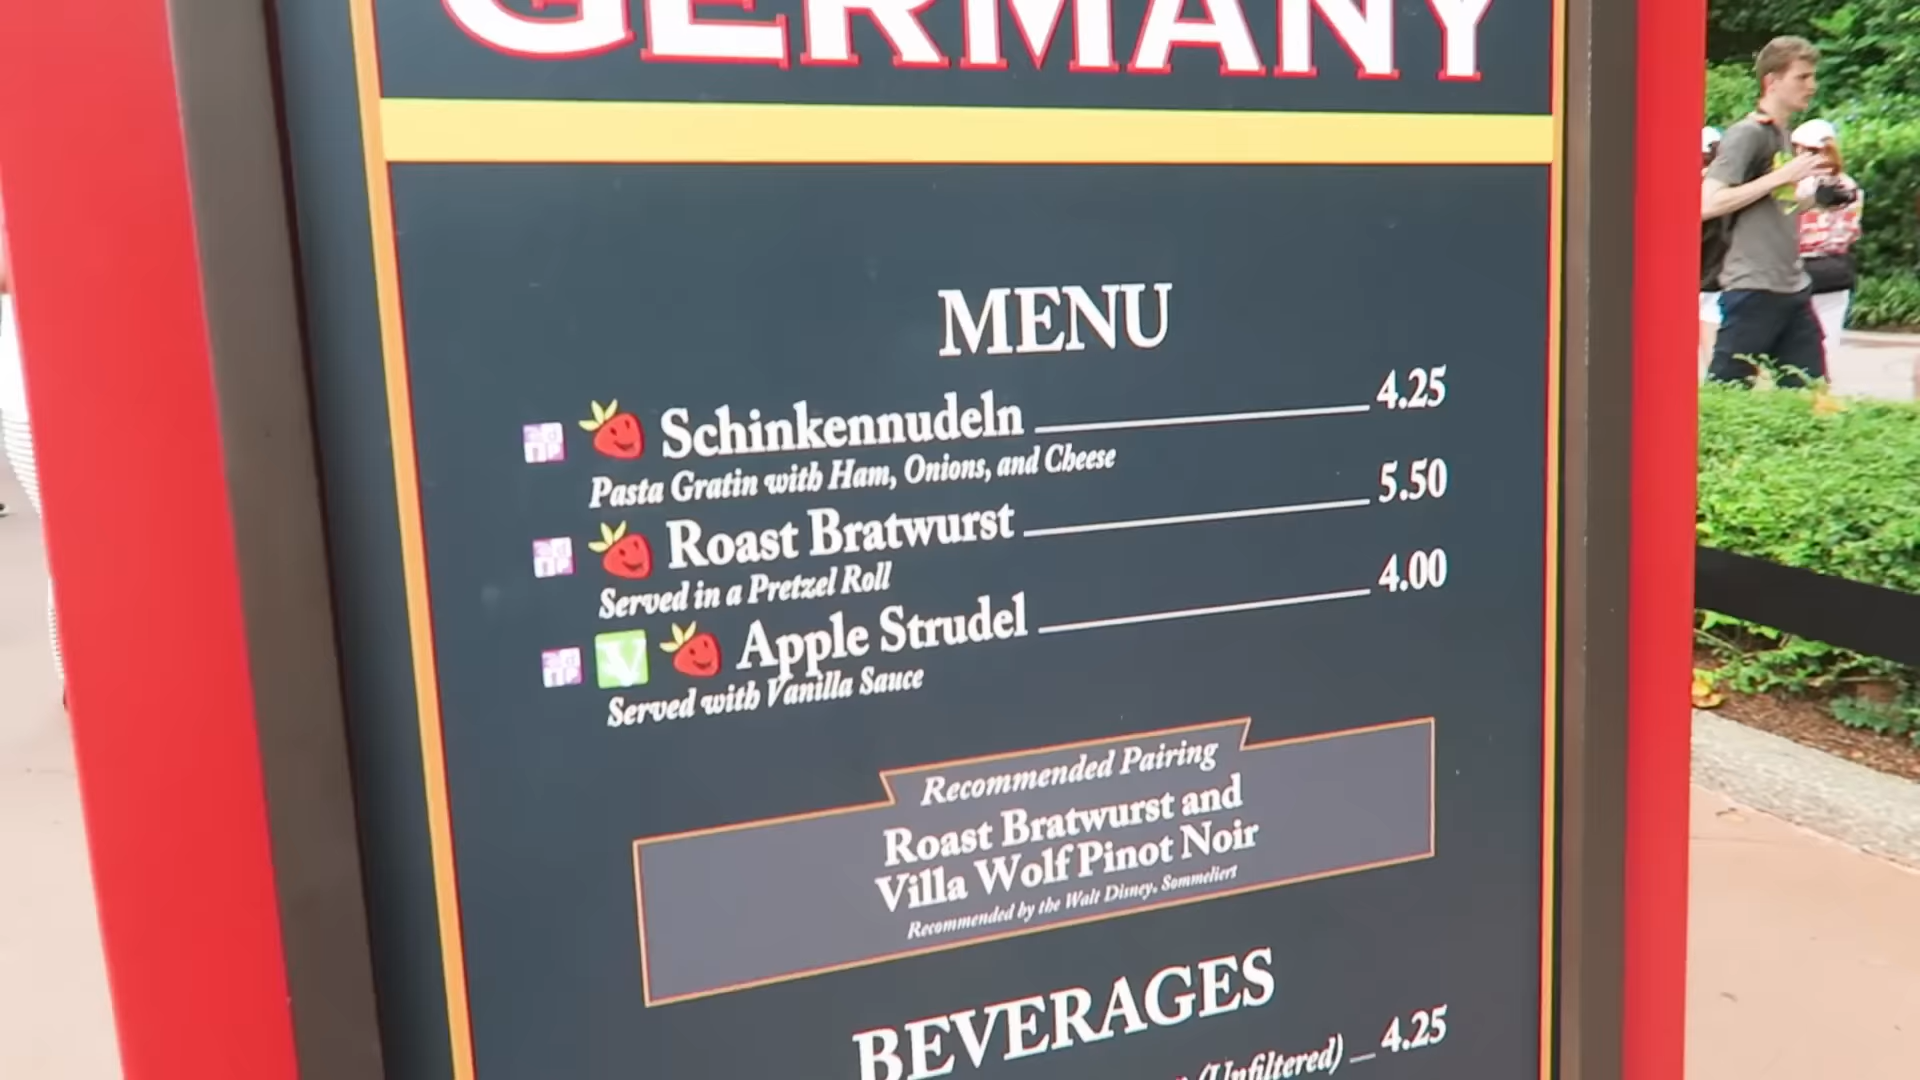 GERMANY
MENU
Schinkennudeln 4.25
Pasta Gratin with Ham, Onions, and Cheese
Roast Bratwurst 5.50
Served in a Pretzel Roll
V Apple Strudel 4.00
Served with Vanilla Sauce
Recommended Pairing
Roast Bratwurst and
Villa Wolf Pinot Noir
Recommended by the Walt Disney. Sommeliers
BEVERAGES
(Unfiltered) 4.25